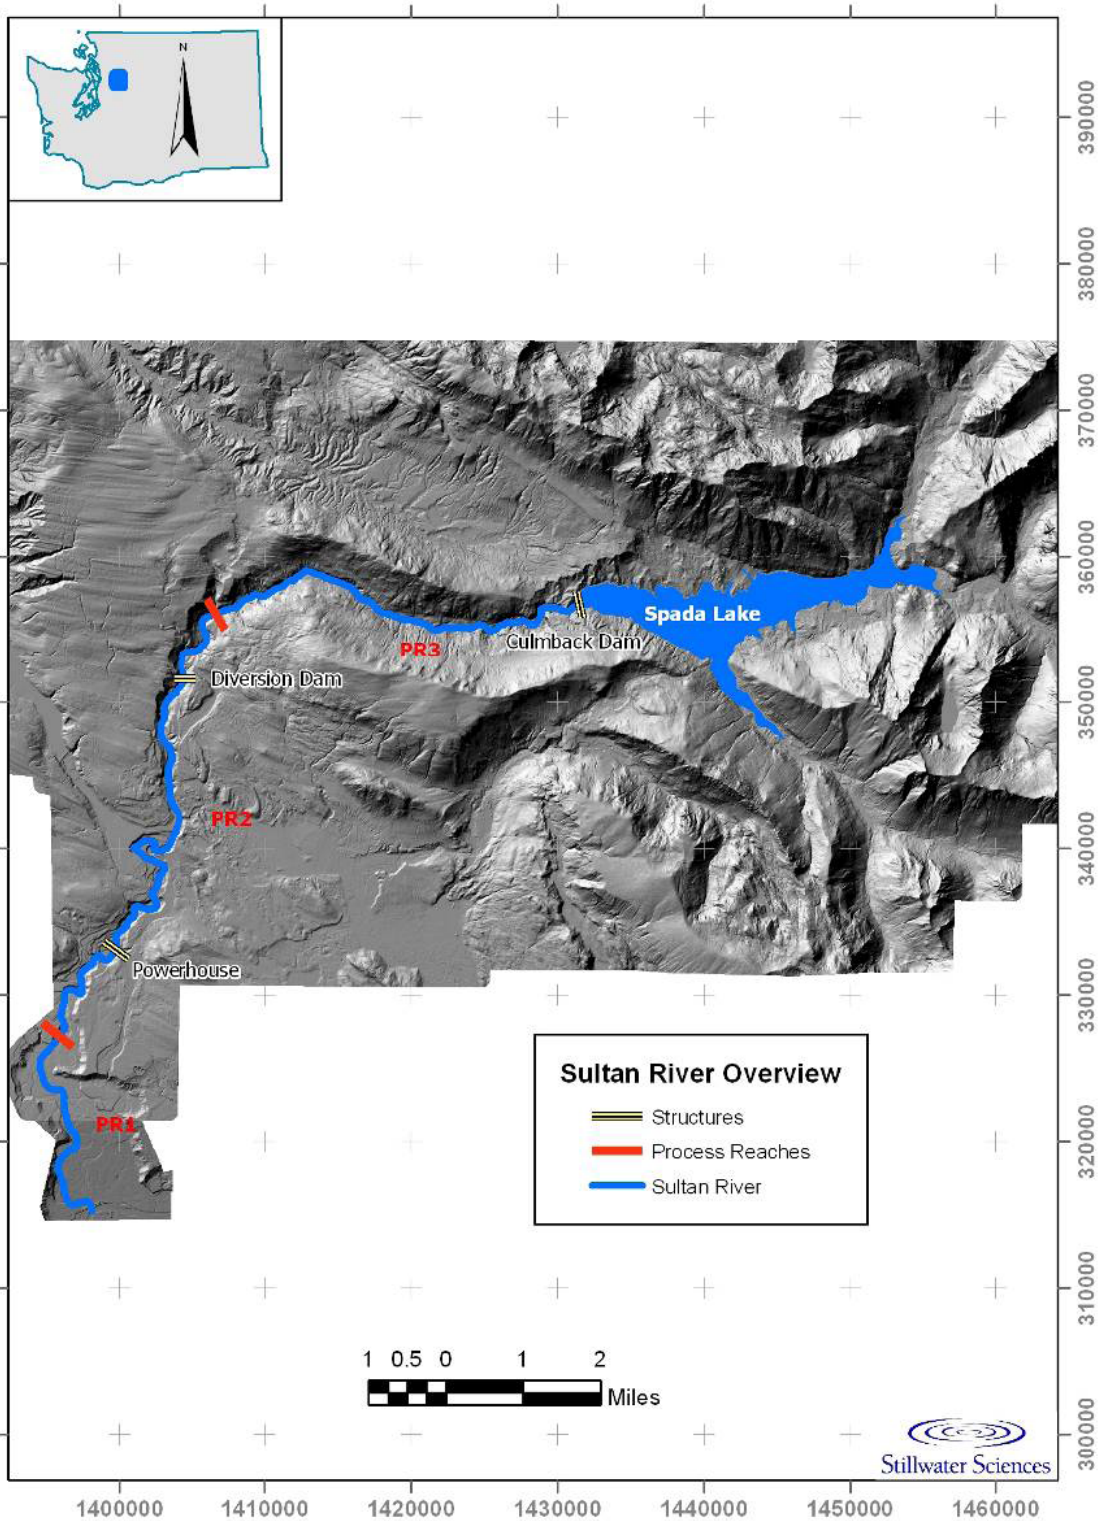 N
390000
380000
370000
360000
Spada Lake
Culmback Dam
PR3
Diversion Dam
350000
PR2
340000
Powerhouse
330000
Sultan River Overview
Structures
PR1
320000
Process Reaches
Sultan River
310000
1 0.5 0 1 2
Miles
300000
Stillwater Sciences
1400000 1410000 1420000 1430000 1440000 1450000 1460000